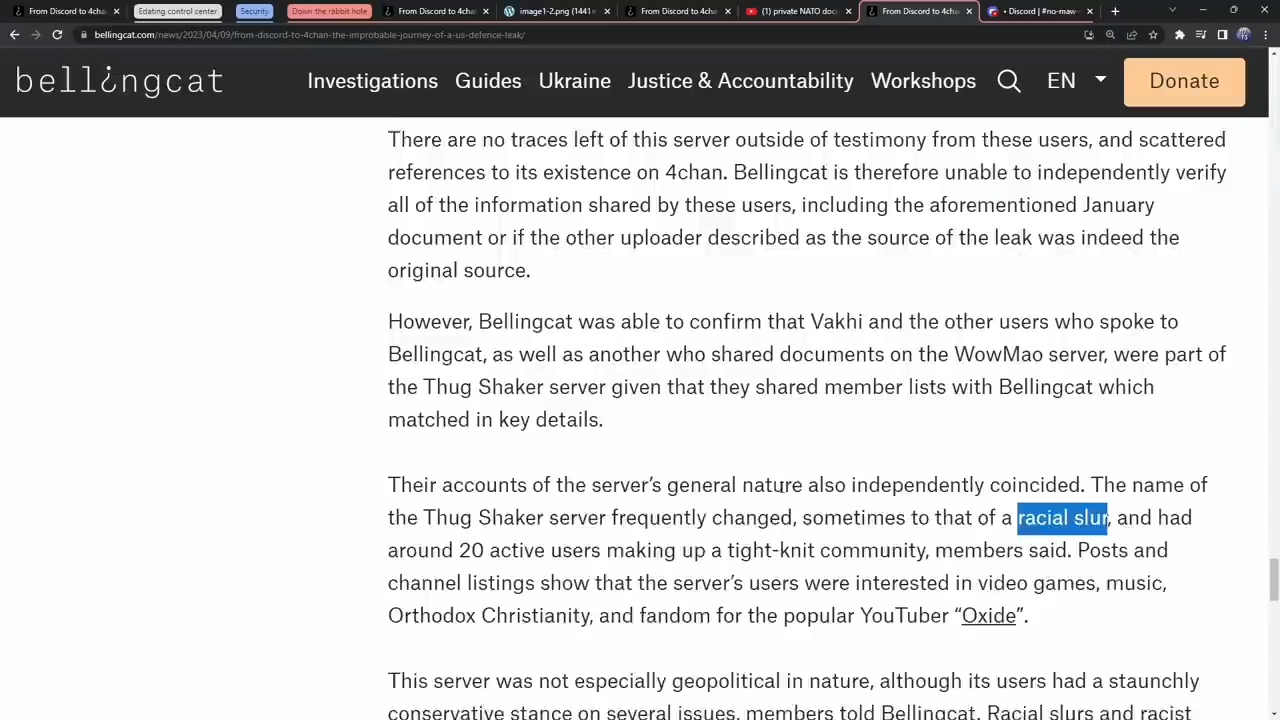 From Discord to 4cha
Edating control center
Security
Down the rabbit hole
From Discord to 4cha
image1-2.png (1441×
From Discord to 4cha
(1) private NATO docu
From Discord to 4cha
• Discord | #no-maw
bellingcat.com/news/2023/04/09/from-discord-to-4chan-the-improbable-journey-of-a-us-defence-leak/
bellingcat
Investigations Guides Ukraine Justice & Accountability Workshops EN Donate
There are no traces left of this server outside of testimony from these users, and scattered
references to its existence on 4chan. Bellingcat is therefore unable to independently verify
all of the information shared by these users, including the aforementioned January
document or if the other uploader described as the source of the leak was indeed the
original source.
However, Bellingcat was able to confirm that Vakhi and the other users who spoke to
Bellingcat, as well as another who shared documents on the WowMao server, were part of
the Thug Shaker server given that they shared member lists with Bellingcat which
matched in key details.
Their accounts of the server’s general nature also independently coincided. The name of
the Thug Shaker server frequently changed, sometimes to that of a racial slur, and had
around 20 active users making up a tight-knit community, members said. Posts and
channel listings show that the server’s users were interested in video games, music,
Orthodox Christianity, and fandom for the popular YouTuber “Oxide”.
This server was not especially geopolitical in nature, although its users had a staunchly
conservative stance on several issues, members told Bellingcat. Racial slurs and racist